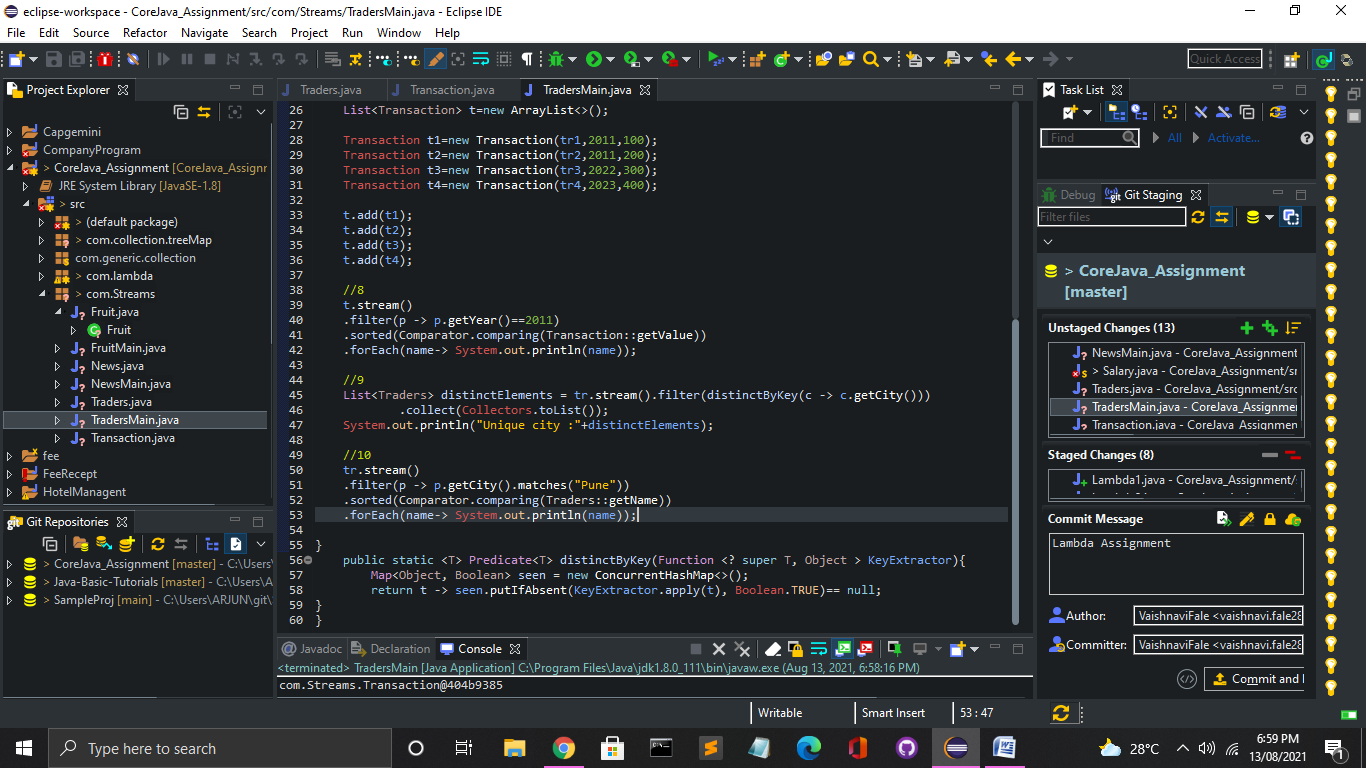 eclipse-workspace - CoreJava_Assignment/src/com/Streams/TradersMain.java - Eclipse IDE
File Edit Source Refactor Navigate Search Project Run Window Help
Quick Access
Project Explorer
Capgemini
CompanyProgram
> CoreJava_Assignment [CoreJava_Assignr
JRE System Library [JavaSE-1.8]
> src
> (default package)
> com.collection.treeMap
com.generic.collection
> com.lambda
> com.Streams
Fruit.java
Fruit
FruitMain.java
News.java
NewsMain.java
Traders.java
TradersMain.java
Transaction.java
fee
FeeRecept
HotelManagent
Git Repositories
> CoreJava_Assignment [master] - C:\Users\
> Java-Basic-Tutorials [master] - C:\Users\A
> SampleProj [main] - C:\Users\ARJUN\git\
Traders.java Transaction.java TradersMain.java
26 List<Transaction> t=new ArrayList<>();
27
28 Transaction t1=new Transaction(tr1,2011,100);
29 Transaction t2=new Transaction(tr2,2011,200);
30 Transaction t3=new Transaction(tr3,2022,300);
31 Transaction t4=new Transaction(tr4,2023,400);
32
33 t.add(t1);
34 t.add(t2);
35 t.add(t3);
36 t.add(t4);
37
38 //8
39 t.stream()
40 .filter(p -> p.getYear()==2011)
41 .sorted(Comparator.comparing(Transaction::getValue))
42 .forEach(name-> System.out.println(name));
43
44 //9
45 List<Traders> distinctElements = tr.stream().filter(distinctByKey(c -> c.getCity()))
46 .collect(Collectors.toList());
47 System.out.println("Unique city :"+distinctElements);
48
49 //10
50 tr.stream()
51 .filter(p -> p.getCity().matches("Pune"))
52 .sorted(Comparator.comparing(Traders::getName))
53 .forEach(name-> System.out.println(name));
54
55 }
56 public static <T> Predicate<T> distinctByKey(Function <? super T, Object > KeyExtractor){
57 Map<Object, Boolean> seen = new ConcurrentHashMap<>();
58 return t -> seen.putIfAbsent(KeyExtractor.apply(t), Boolean.TRUE)== null;
59 }
60 }
@ Javadoc Declaration Console
<terminated> TradersMain [Java Application] C:\Program Files\Java\jdk1.8.0_111\bin\javaw.exe (Aug 13, 2021, 6:58:16 PM)
com.Streams.Transaction@404b9385
Task List
Find All Activate...
Debug Git Staging
Filter files
> CoreJava_Assignment
[master]
Unstaged Changes (13)
NewsMain.java - CoreJava_Assignment
> Salary.java - CoreJava_Assignment/sr
Traders.java - CoreJava_Assignment/src
TradersMain.java - CoreJava_Assignme
Transaction.java - CoreJava_Assignment
Staged Changes (8)
Lambda1.java - CoreJava_Assignment/
Commit Message
Lambda Assignment
Author: VaishnaviFale <vaishnavi.fale28
Committer: VaishnaviFale <vaishnavi.fale28
Commit and
Writable Smart Insert 53 : 47
Type here to search
28°C
6:59 PM
13/08/2021
1